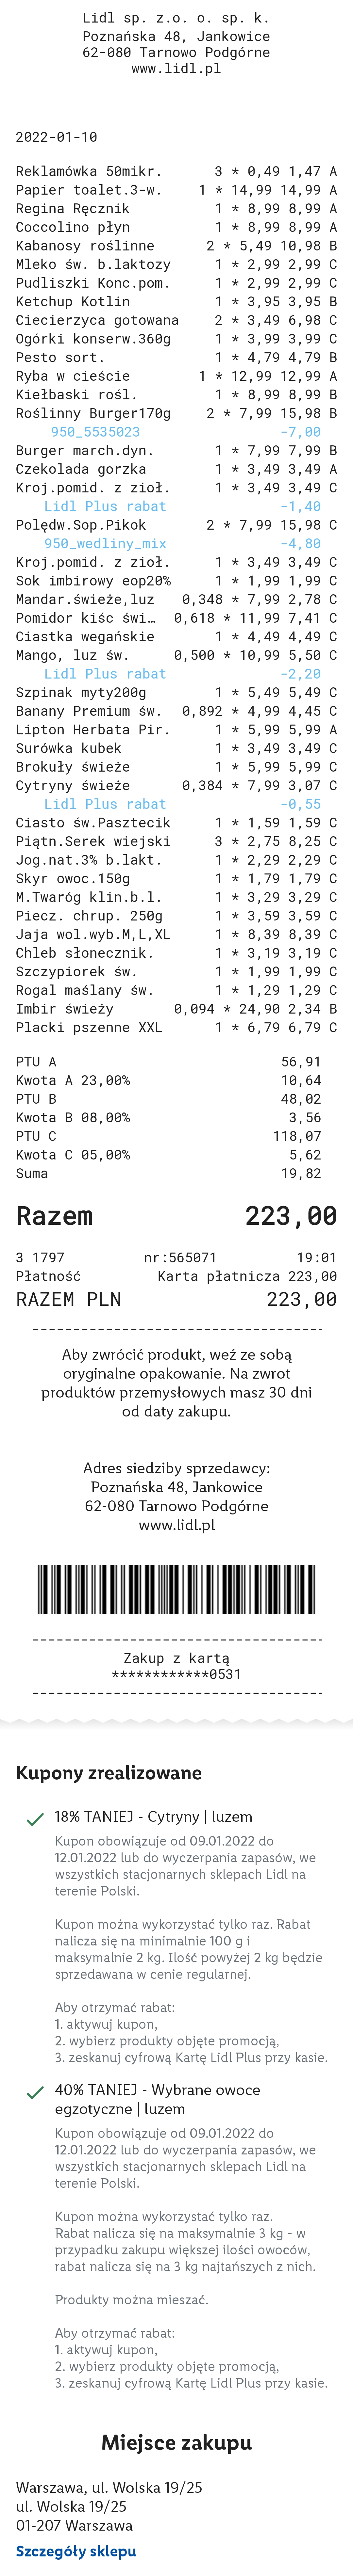 Lidl sp. z.o. o. sp. k.
Poznańska 48, Jankowice
62-080 Tarnowo Podgórne
www.lidl.pl
2022-01-10
Reklamówka 50mikr. 3 * 0,49 1,47 A
Papier toalet.3-w. 1 * 14,99 14,99 A
Regina Ręcznik 1 * 8,99 8,99 A
Coccolino płyn 1 * 8,99 8,99 A
Kabanosy roślinne 2 * 5,49 10,98 B
Mleko św. b.laktozy 1 * 2,99 2,99 C
Pudliszki Konc.pom. 1 * 2,99 2,99 C
Ketchup Kotlin 1 * 3,95 3,95 B
Ciecierzyca gotowana 2 * 3,49 6,98 C
Ogórki konserw.360g 1 * 3,99 3,99 C
Pesto sort. 1 * 4,79 4,79 B
Ryba w cieście 1 * 12,99 12,99 A
Kiełbaski rośl. 1 * 8,99 8,99 B
Roślinny Burger170g 2 * 7,99 15,98 B
950_5535023 -7,00
Burger march.dyn. 1 * 7,99 7,99 B
Czekolada gorzka 1 * 3,49 3,49 A
Kroj.pomid. z zioł. 1 * 3,49 3,49 C
Lidl Plus rabat -1,40
Polędw.Sop.Pikok 2 * 7,99 15,98 C
950_wedliny_mix -4,80
Kroj.pomid. z zioł. 1 * 3,49 3,49 C
Sok imbirowy eop20% 1 * 1,99 1,99 C
Mandar.świeże,luz 0,348 * 7,99 2,78 C
Pomidor kiśc świ… 0,618 * 11,99 7,41 C
Ciastka wegańskie 1 * 4,49 4,49 C
Mango, luz św. 0,500 * 10,99 5,50 C
Lidl Plus rabat -2,20
Szpinak myty200g 1 * 5,49 5,49 C
Banany Premium św. 0,892 * 4,99 4,45 C
Lipton Herbata Pir. 1 * 5,99 5,99 A
Surówka kubek 1 * 3,49 3,49 C
Brokuły świeże 1 * 5,99 5,99 C
Cytryny świeże 0,384 * 7,99 3,07 C
Lidl Plus rabat -0,55
Ciasto św.Pasztecik 1 * 1,59 1,59 C
Piątn.Serek wiejski 3 * 2,75 8,25 C
Jog.nat.3% b.lakt. 1 * 2,29 2,29 C
Skyr owoc.150g 1 * 1,79 1,79 C
M.Twaróg klin.b.l. 1 * 3,29 3,29 C
Piecz. chrup. 250g 1 * 3,59 3,59 C
Jaja wol.wyb.M,L,XL 1 * 8,39 8,39 C
Chleb słonecznik. 1 * 3,19 3,19 C
Szczypiorek św. 1 * 1,99 1,99 C
Rogal maślany św. 1 * 1,29 1,29 C
Imbir świeży 0,094 * 24,90 2,34 B
Placki pszenne XXL 1 * 6,79 6,79 C
PTU A 56,91
Kwota A 23,00% 10,64
PTU B 48,02
Kwota B 08,00% 3,56
PTU C 118,07
Kwota C 05,00% 5,62
Suma 19,82
Razem 223,00
3 1797 nr:565071 19:01
Płatność Karta płatnicza 223,00
RAZEM PLN 223,00
Aby zwrócić produkt, weź ze sobą
oryginalne opakowanie. Na zwrot
produktów przemysłowych masz 30 dni
od daty zakupu.
Adres siedziby sprzedawcy:
Poznańska 48, Jankowice
62-080 Tarnowo Podgórne
www.lidl.pl
Zakup z kartą
************0531
Kupony zrealizowane
18% TANIEJ - Cytryny | luzem
Kupon obowiązuje od 09.01.2022 do
12.01.2022 lub do wyczerpania zapasów, we
wszystkich stacjonarnych sklepach Lidl na
terenie Polski.
Kupon można wykorzystać tylko raz. Rabat
nalicza się na minimalnie 100 g i
maksymalnie 2 kg. Ilość powyżej 2 kg będzie
sprzedawana w cenie regularnej.
Aby otrzymać rabat:
1. aktywuj kupon,
2. wybierz produkty objęte promocją,
3. zeskanuj cyfrową Kartę Lidl Plus przy kasie.
40% TANIEJ - Wybrane owoce
egzotyczne | luzem
Kupon obowiązuje od 09.01.2022 do
12.01.2022 lub do wyczerpania zapasów, we
wszystkich stacjonarnych sklepach Lidl na
terenie Polski.
Kupon można wykorzystać tylko raz.
Rabat nalicza się na maksymalnie 3 kg - w
przypadku zakupu większej ilości owoców,
rabat nalicza się na 3 kg najtańszych z nich.
Produkty można mieszać.
Aby otrzymać rabat:
1. aktywuj kupon,
2. wybierz produkty objęte promocją,
3. zeskanuj cyfrową Kartę Lidl Plus przy kasie.
Miejsce zakupu
Warszawa, ul. Wolska 19/25
ul. Wolska 19/25
01-207 Warszawa
Szczegóły sklepu